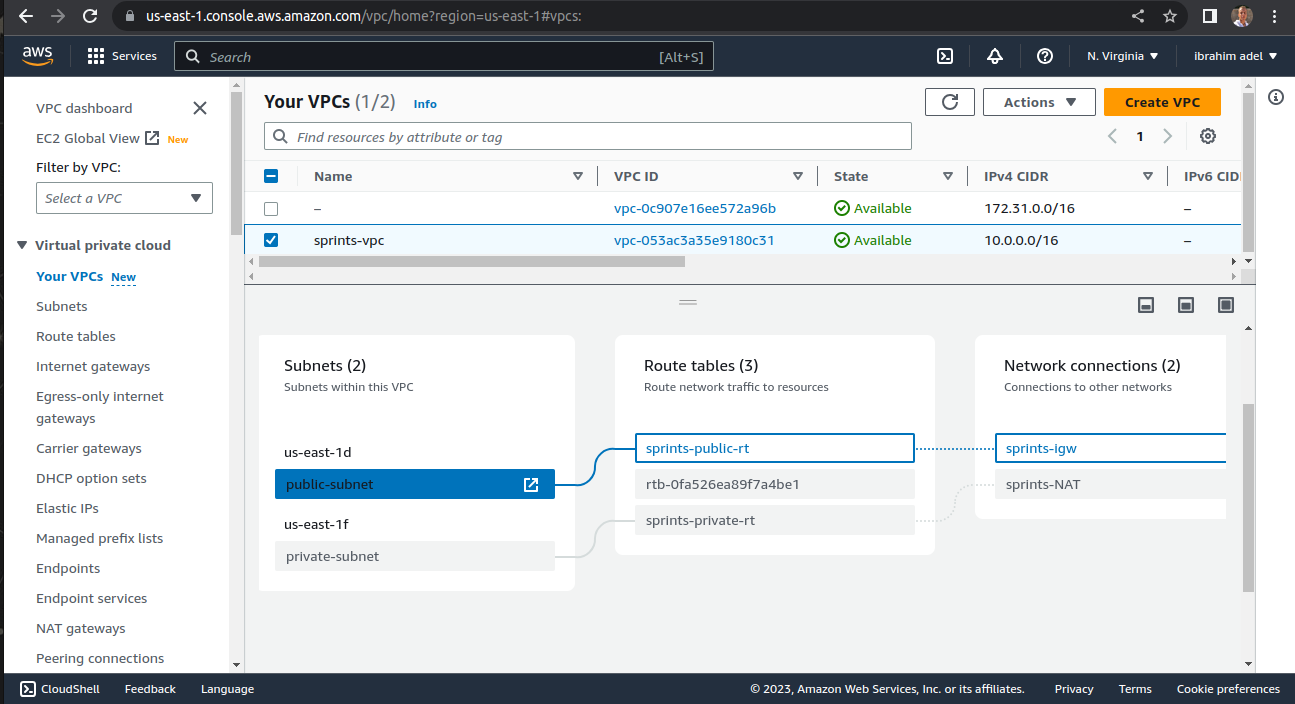 us-east-1.console.aws.amazon.com/vpc/home?region=us-east-1#vpcs:
aws
Services
Search
[Alt+S]
N. Virginia
ibrahim adel
VPC dashboard
EC2 Global View New
Filter by VPC:
Select a VPC
Virtual private cloud
Your VPCs New
Subnets
Route tables
Internet gateways
Egress-only internet
gateways
Carrier gateways
DHCP option sets
Elastic IPs
Managed prefix lists
Endpoints
Endpoint services
NAT gateways
Peering connections
Your VPCs (1/2) Info
Actions
Create VPC
Find resources by attribute or tag
1
Name VPC ID State IPv4 CIDR IPv6 CID
– vpc-0c907e16ee572a96b Available 172.31.0.0/16 –
sprints-vpc vpc-053ac3a35e9180c31 Available 10.0.0.0/16 –
Subnets (2)
Subnets within this VPC
us-east-1d
public-subnet
us-east-1f
private-subnet
Route tables (3)
Route network traffic to resources
sprints-public-rt
rtb-0fa526ea89f7a4be1
sprints-private-rt
Network connections (2)
Connections to other networks
sprints-igw
sprints-NAT
CloudShell Feedback Language
© 2023, Amazon Web Services, Inc. or its affiliates. Privacy Terms Cookie preferences